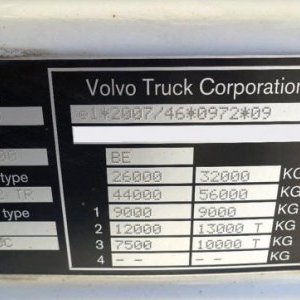 Volvo Truck Corporation
e1*2007/46*0972*09
00 BE
type 26000 32000 KG
TR 44000 56000 KG
type 1 9000 9000 KG
2 12000 13000 T KG
C 3 7500 10000 T KG
4 -- -- KG